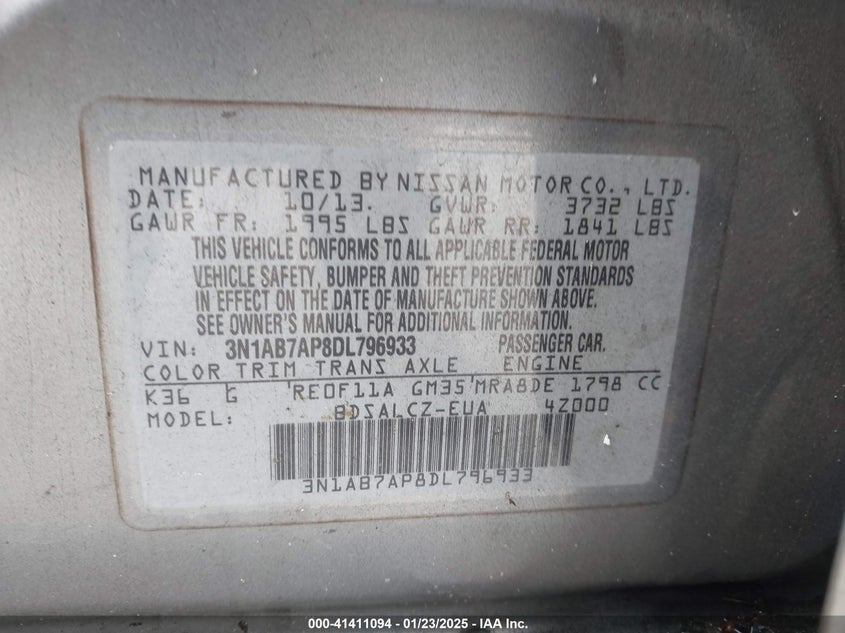 MANUFACTURED BY NISSAN MOTOR CO., LTD.
DATE: 10/13. GVWR: 3732 LBS
GAWR FR: 1995 LBS GAWR RR: 1841 LBS
THIS VEHICLE CONFORMS TO ALL APPLICABLE FEDERAL MOTOR
VEHICLE SAFETY, BUMPER AND THEFT PREVENTION STANDARDS
IN EFFECT ON THE DATE OF MANUFACTURE SHOWN ABOVE.
SEE OWNER'S MANUAL FOR ADDITIONAL INFORMATION.
VIN: 3N1AB7AP8DL796933 PASSENGER CAR.
COLOR TRIM TRANS AXLE ENGINE
K36 G RE0F11A GM35 MRA8DE 1798 CC
MODEL: BDSALCZ-EUA 4Z000
3N1AB7AP8DL796933
000-41411094 - 01/23/2025 - IAA Inc.